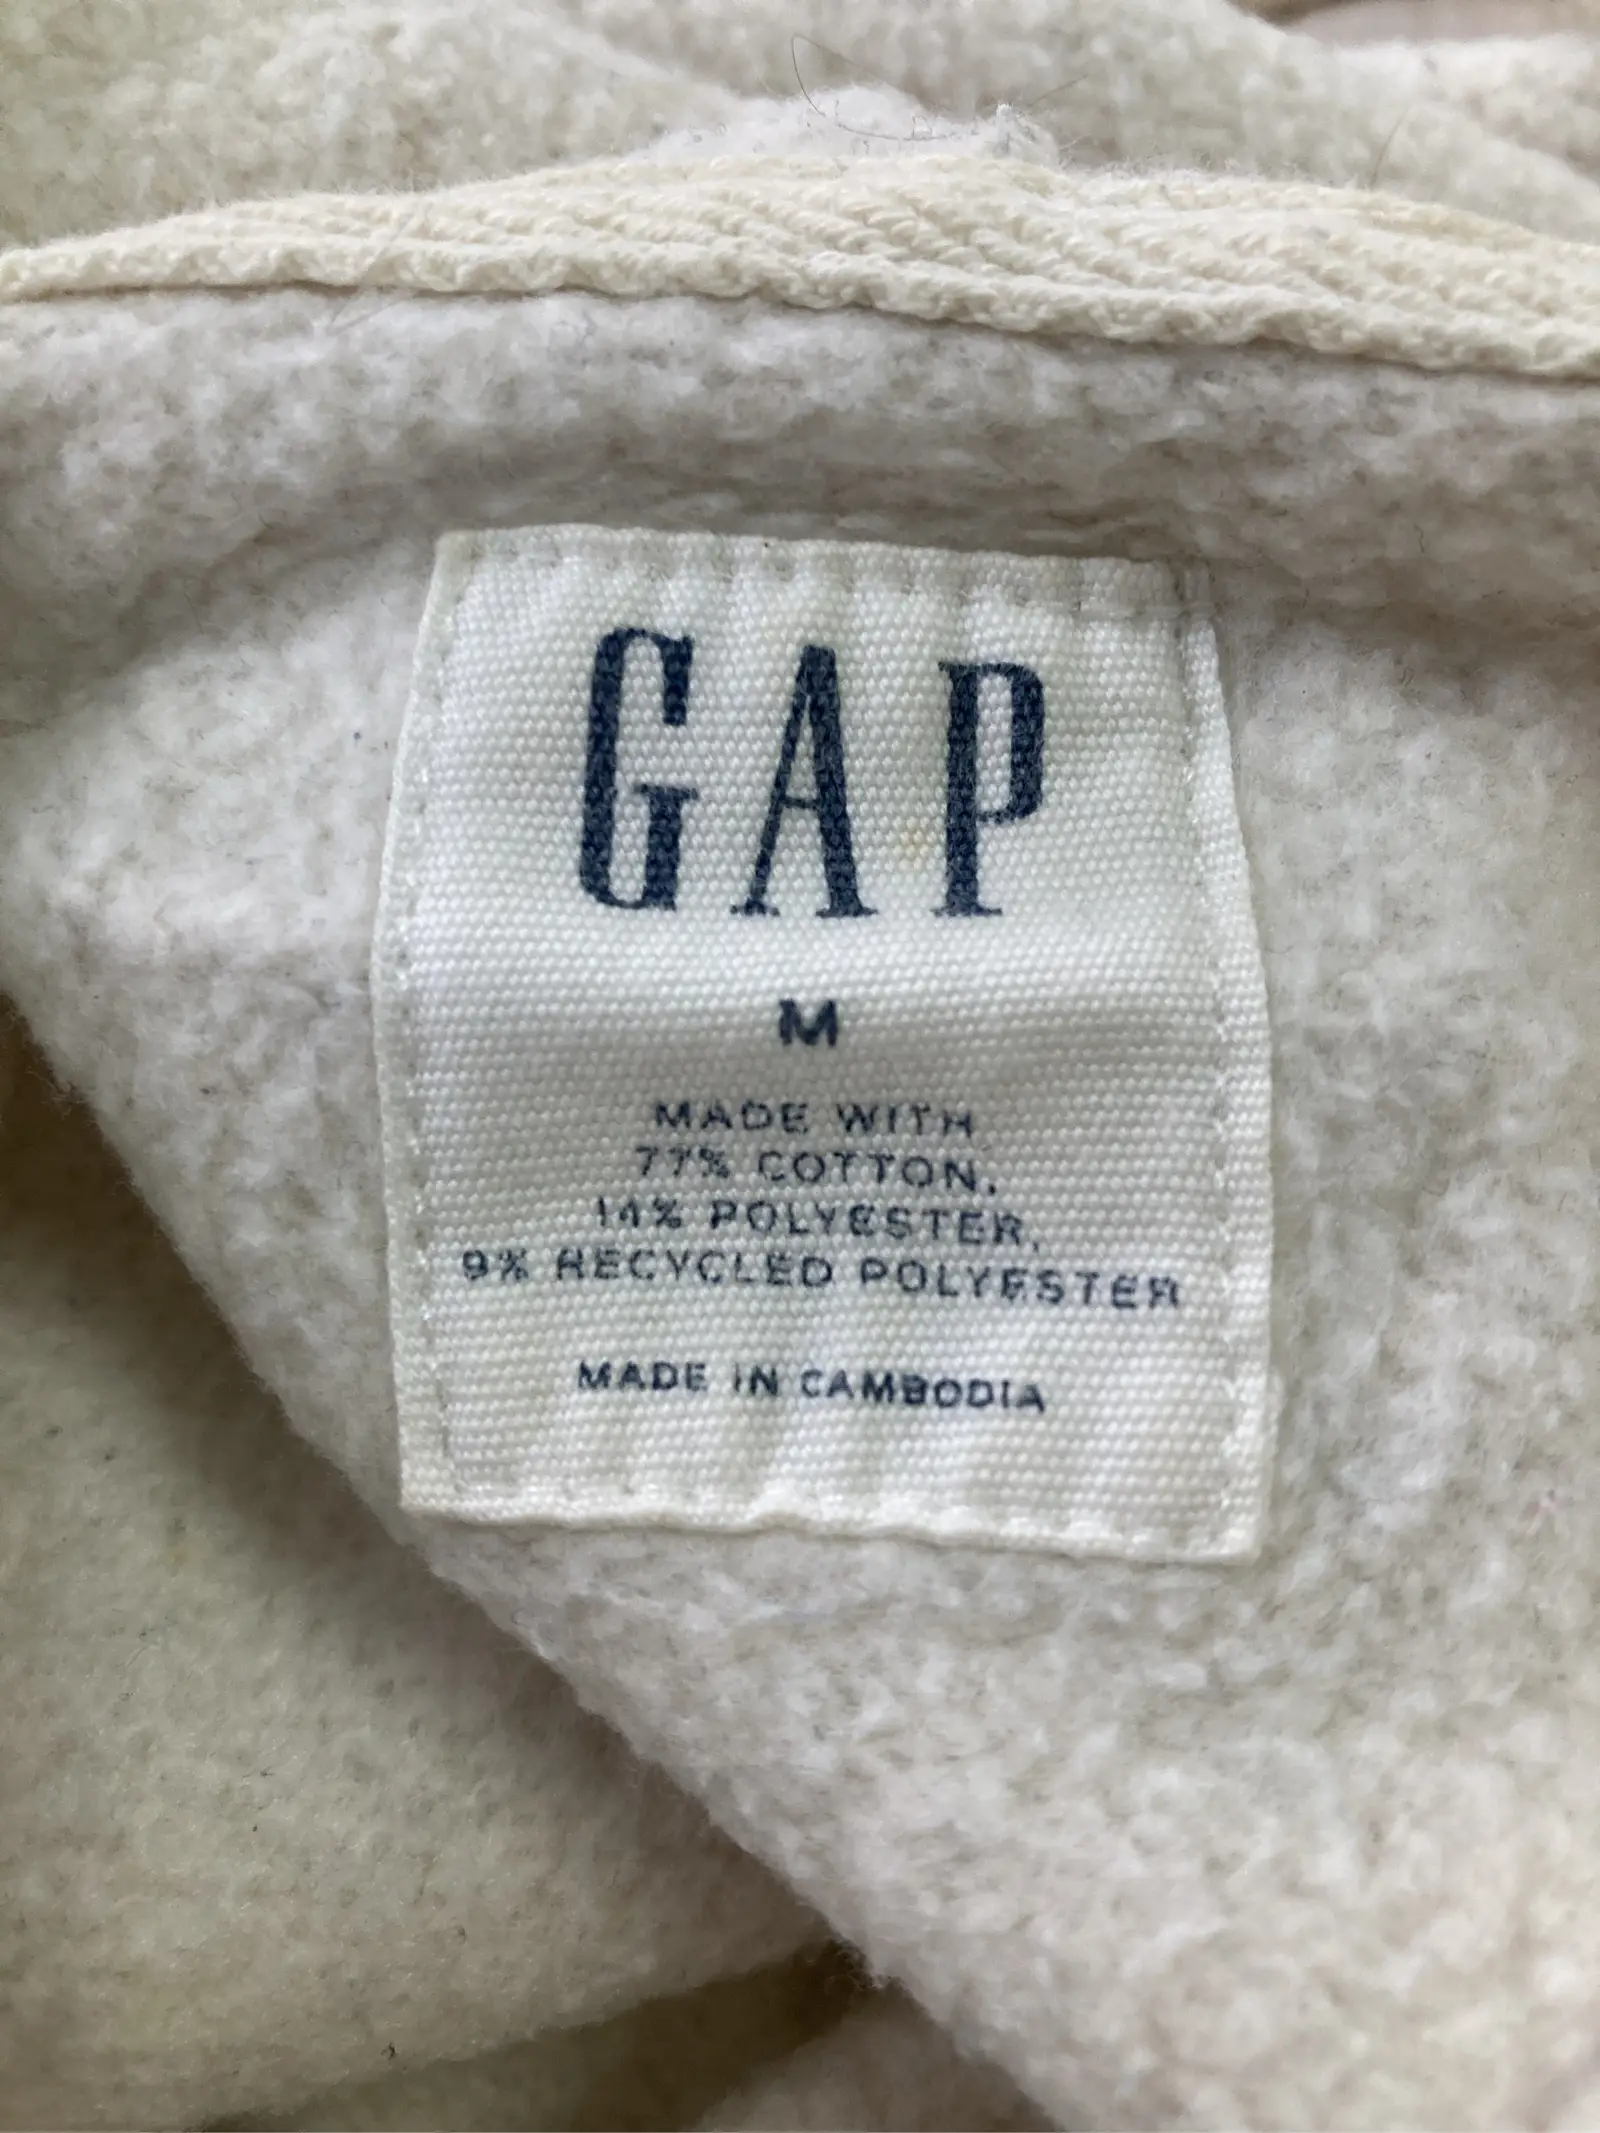 GAP
M
MADE WITH
77% COTTON,
14% POLYESTER,
9% RECYCLED POLYESTER
MADE IN CAMBODIA